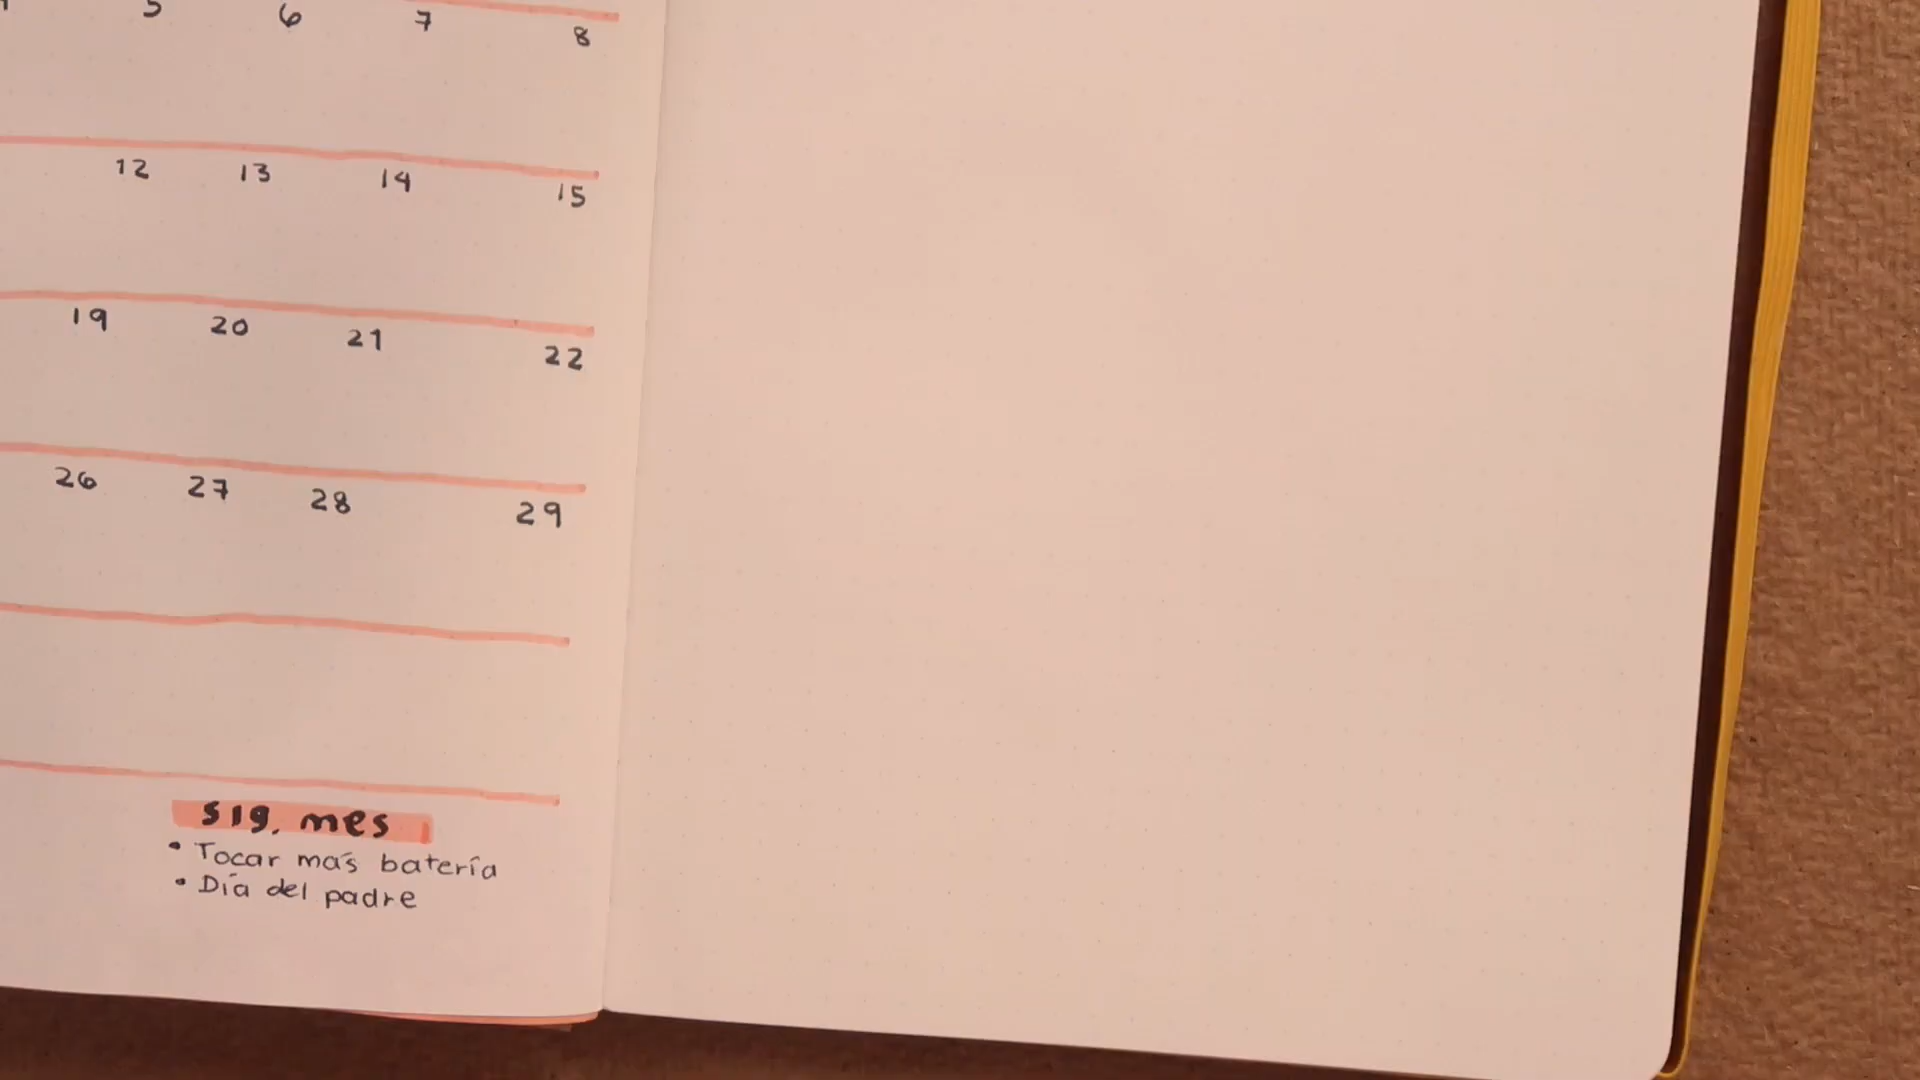 5 6 7 8
12 13 14 15
19 20 21 22
26 27 28 29
sig. mes
• Tocar más batería
• Día del padre